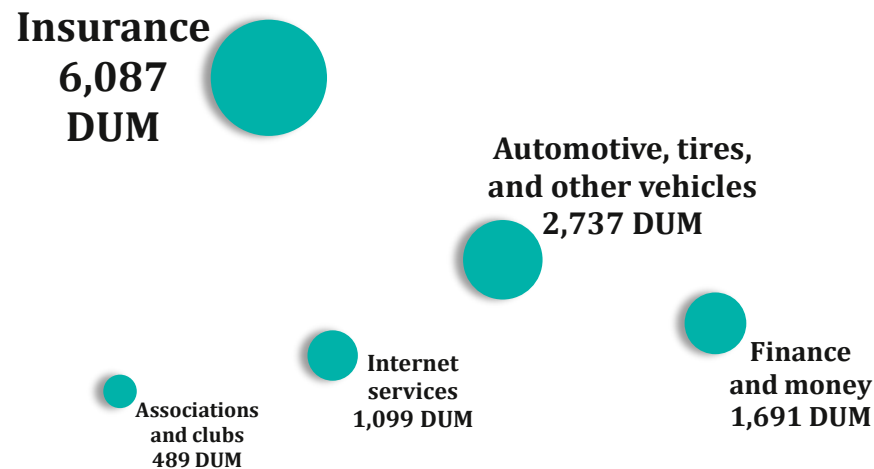 Insurance
6,087
DUM
Automotive, tires,
and other vehicles
2,737 DUM
Finance
and money
1,691 DUM
Internet
services
1,099 DUM
Associations
and clubs
489 DUM